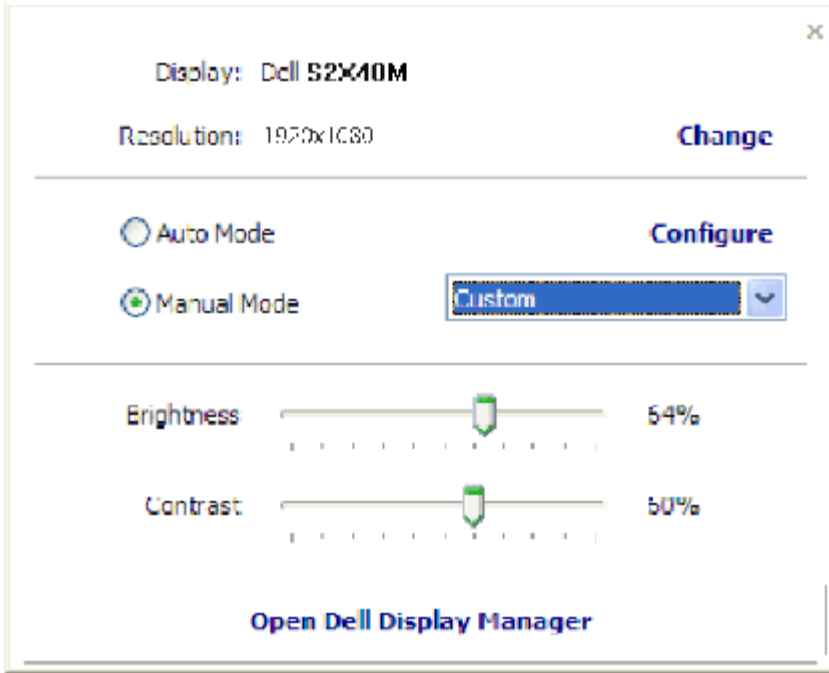 Display: Dell S2X40M
Resolution: 1920x1080
Change
Auto Mode
Configure
Manual Mode
Custom
Brightness
64%
Contrast
60%
Open Dell Display Manager